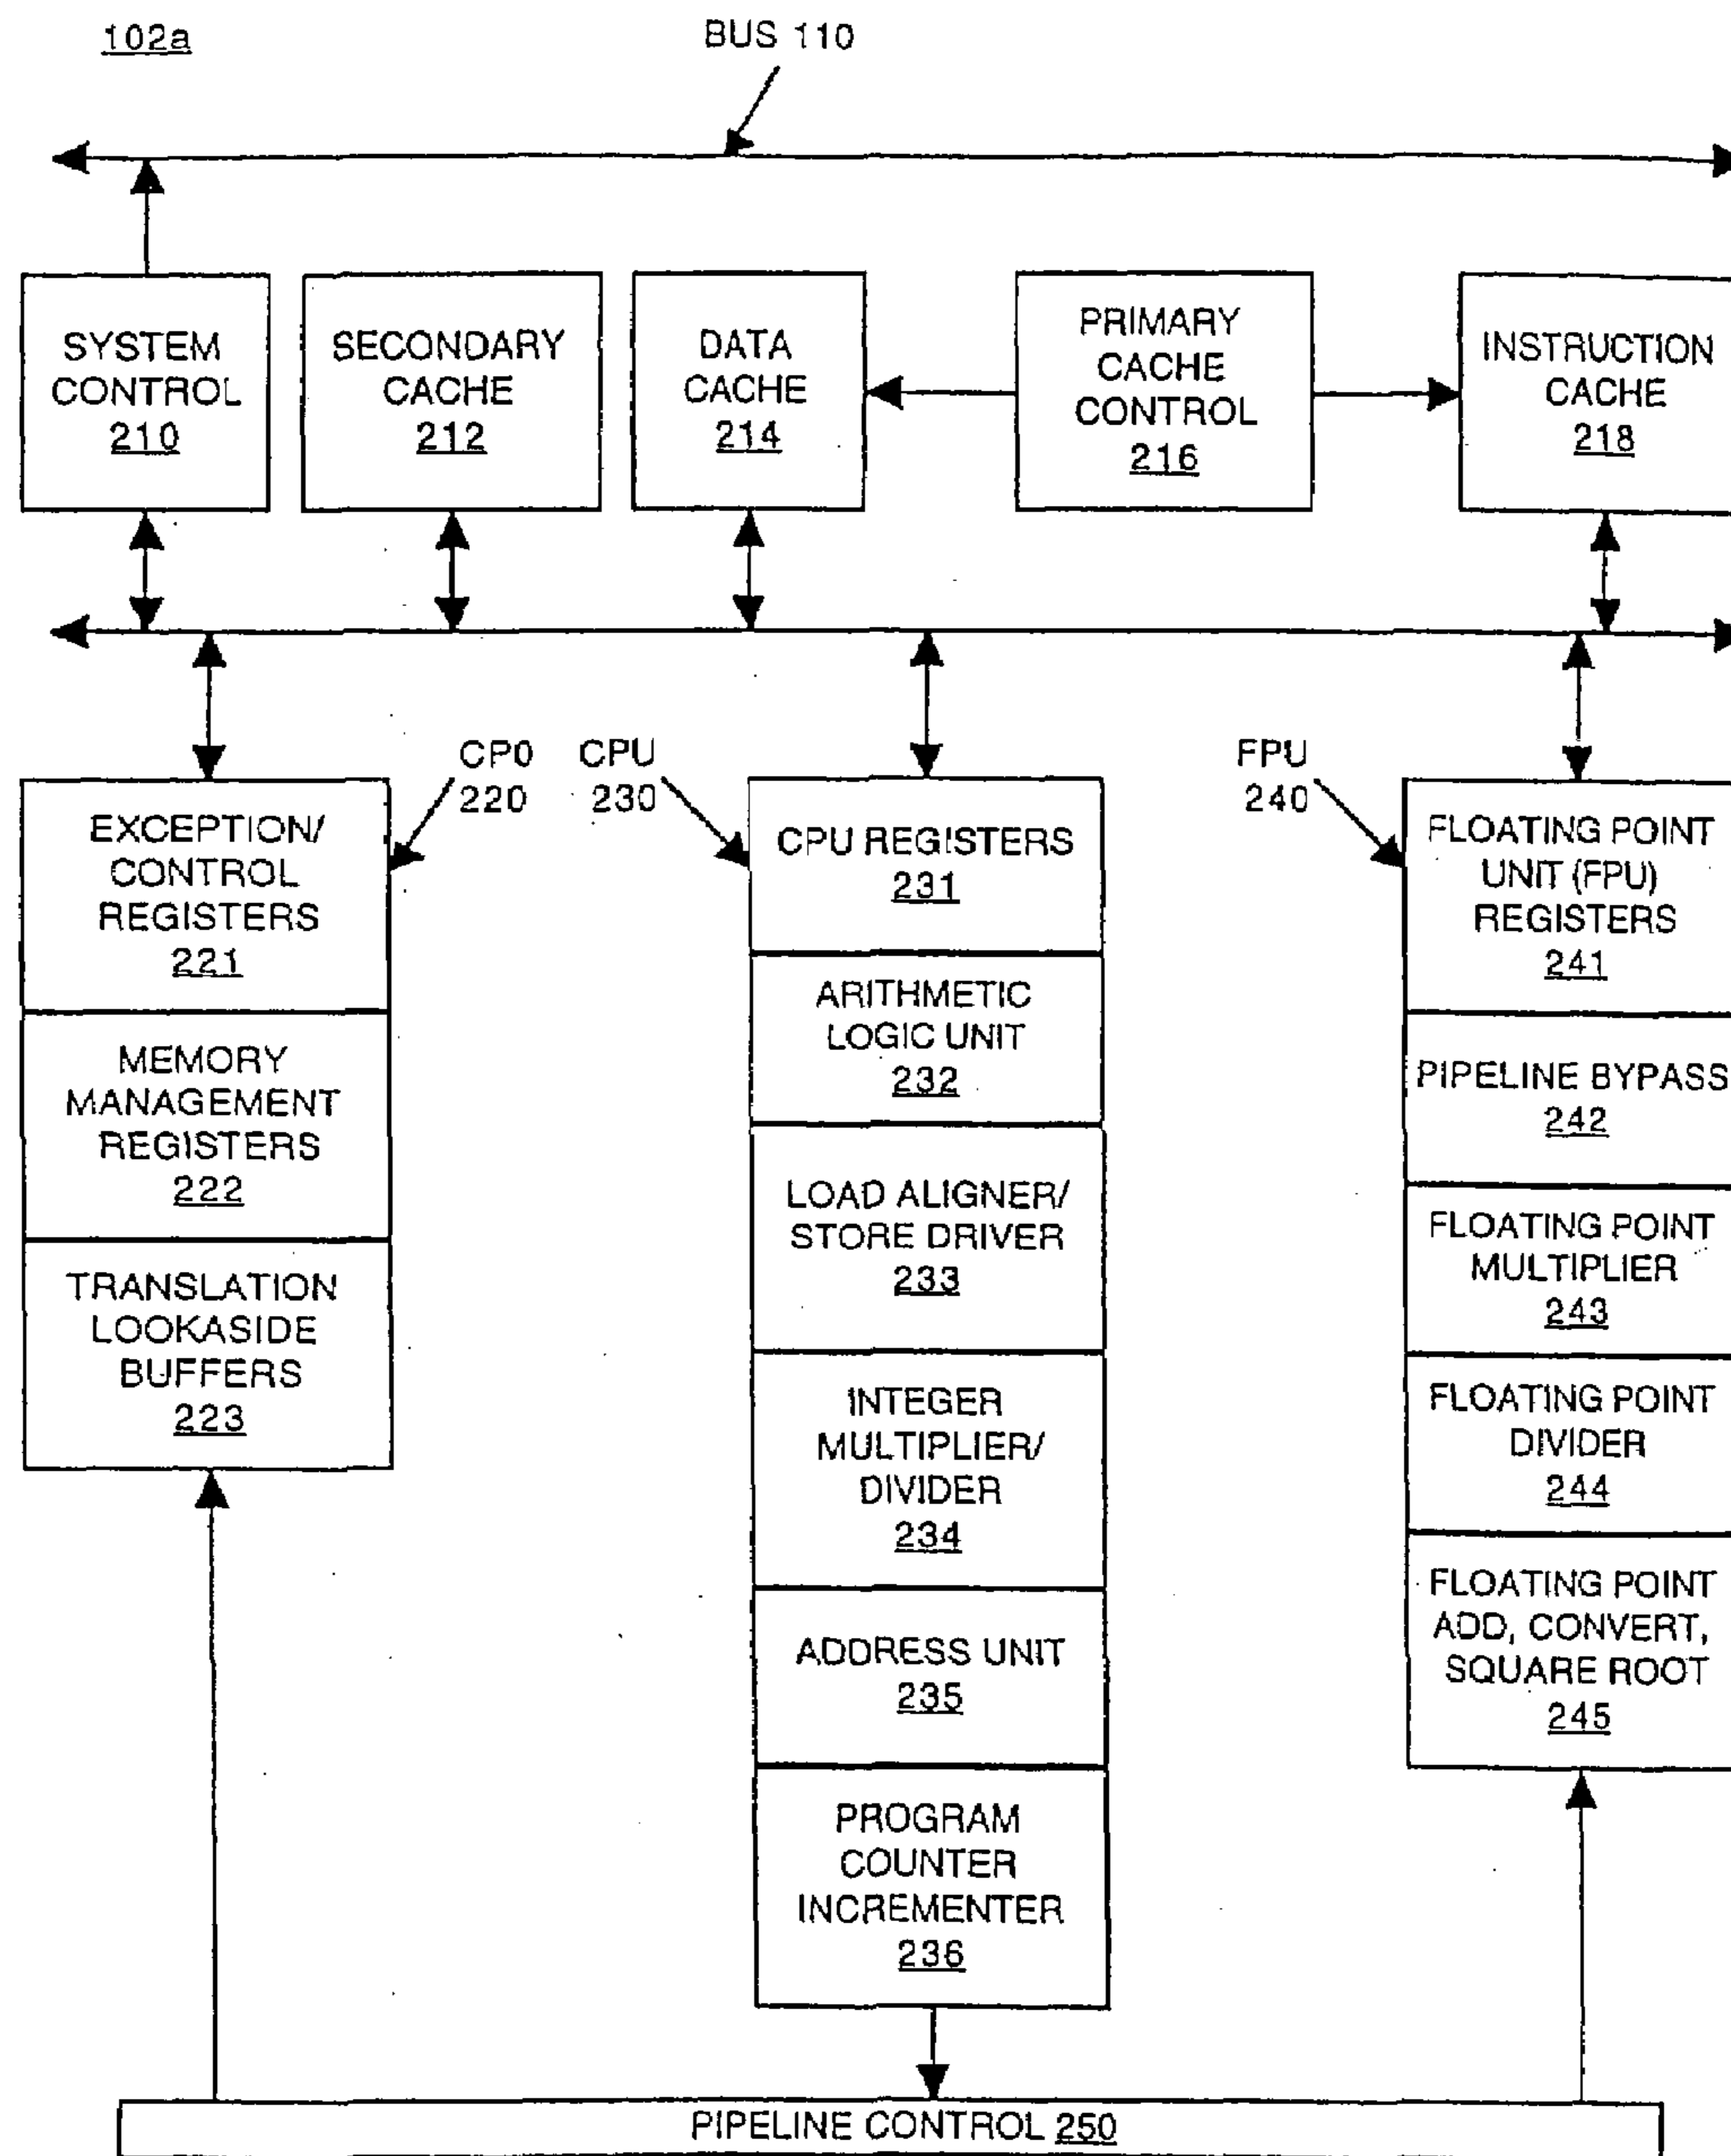 102a
BUS 110
SYSTEM
CONTROL
210
SECONDARY
CACHE
212
DATA
CACHE
214
PRIMARY
CACHE
CONTROL
216
INSTRUCTION
CACHE
218
CP0
220
CPU
230
FPU
240
EXCEPTION/
CONTROL
REGISTERS
221
MEMORY
MANAGEMENT
REGISTERS
222
TRANSLATION
LOOKASIDE
BUFFERS
223
CPU REGISTERS
231
ARITHMETIC
LOGIC UNIT
232
LOAD ALIGNER/
STORE DRIVER
233
INTEGER
MULTIPLIER/
DIVIDER
234
ADDRESS UNIT
235
PROGRAM
COUNTER
INCREMENTER
236
FLOATING POINT
UNIT (FPU)
REGISTERS
241
PIPELINE BYPASS
242
FLOATING POINT
MULTIPLIER
243
FLOATING POINT
DIVIDER
244
FLOATING POINT
ADD, CONVERT,
SQUARE ROOT
245
PIPELINE CONTROL 250